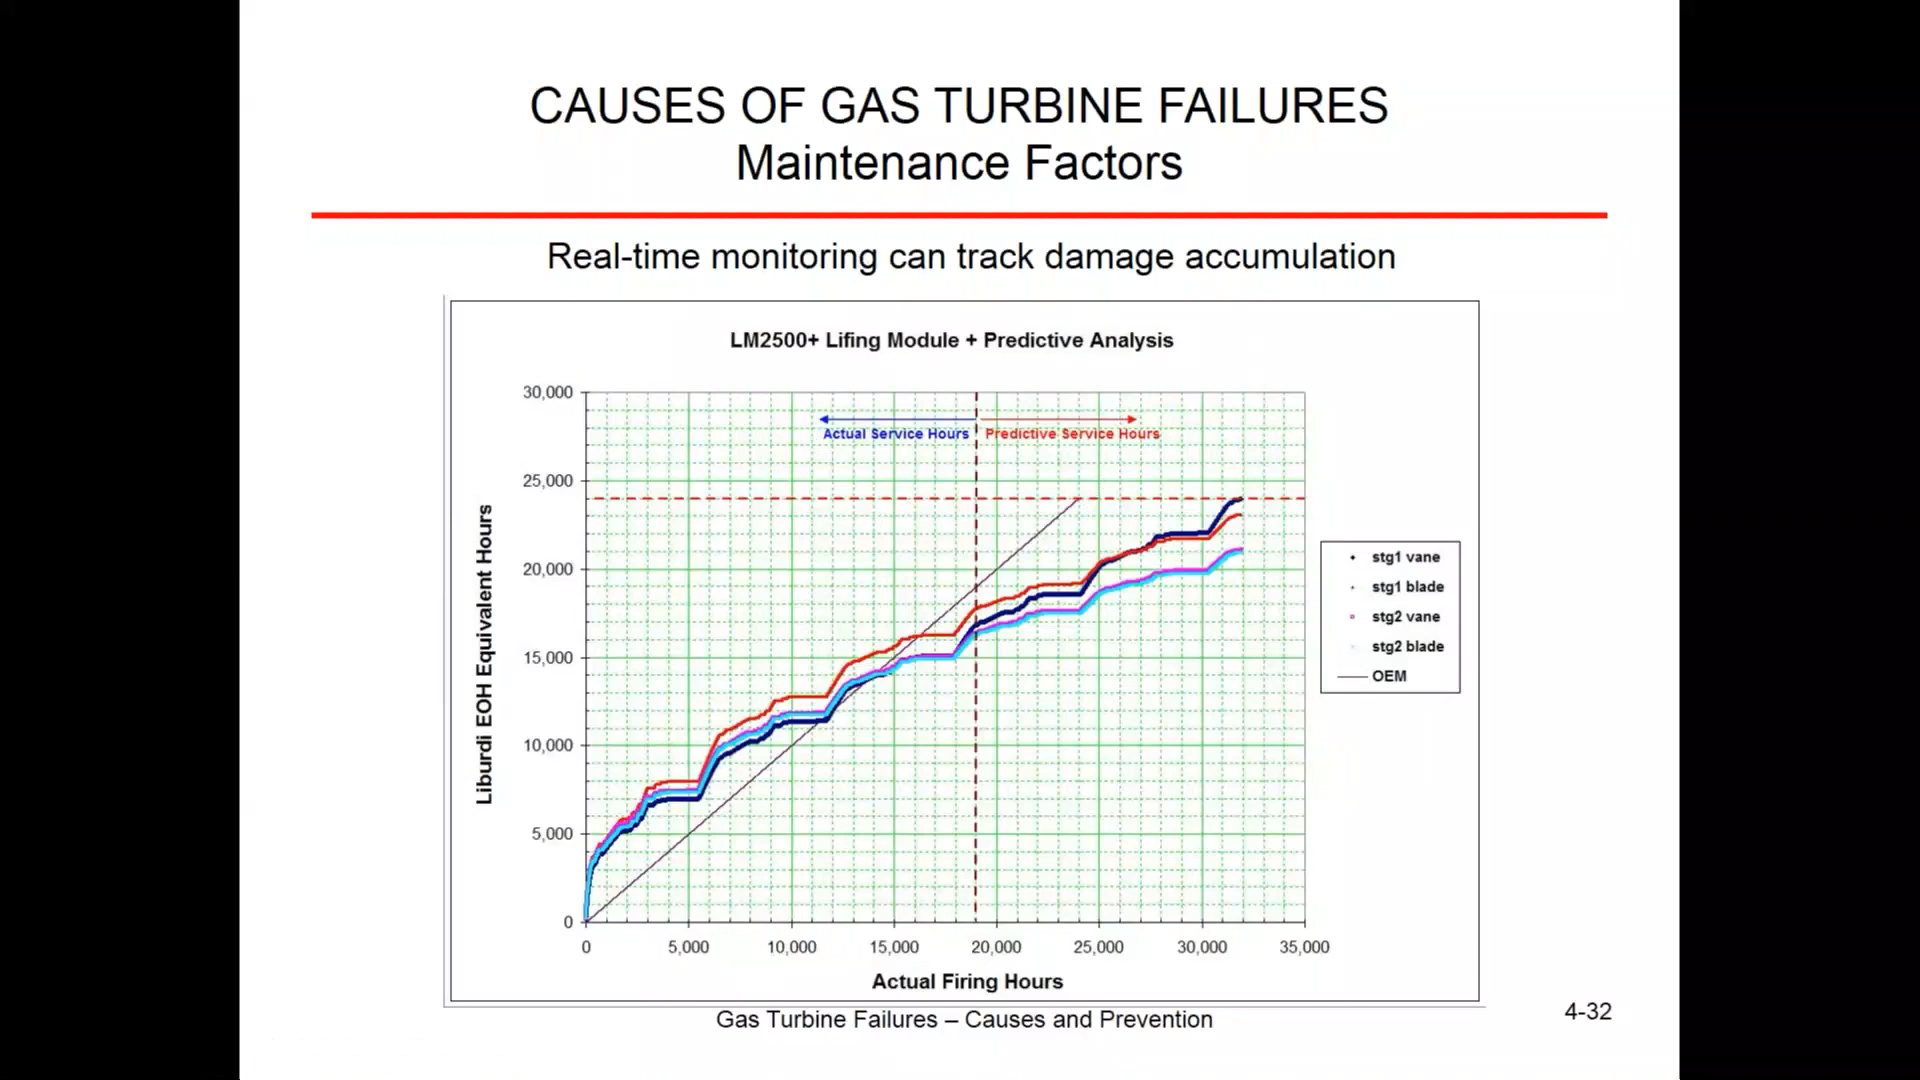 CAUSES OF GAS TURBINE FAILURES
Maintenance Factors
Real-time monitoring can track damage accumulation
LM2500+ Lifing Module + Predictive Analysis
30,000
25,000
20,000
15,000
10,000
5,000
0
Liburdi EOH Equivalent Hours
Actual Service Hours
Predictive Service Hours
stg1 vane
stg1 blade
stg2 vane
stg2 blade
OEM
0 5,000 10,000 15,000 20,000 25,000 30,000 35,000
Actual Firing Hours
Gas Turbine Failures – Causes and Prevention
4-32